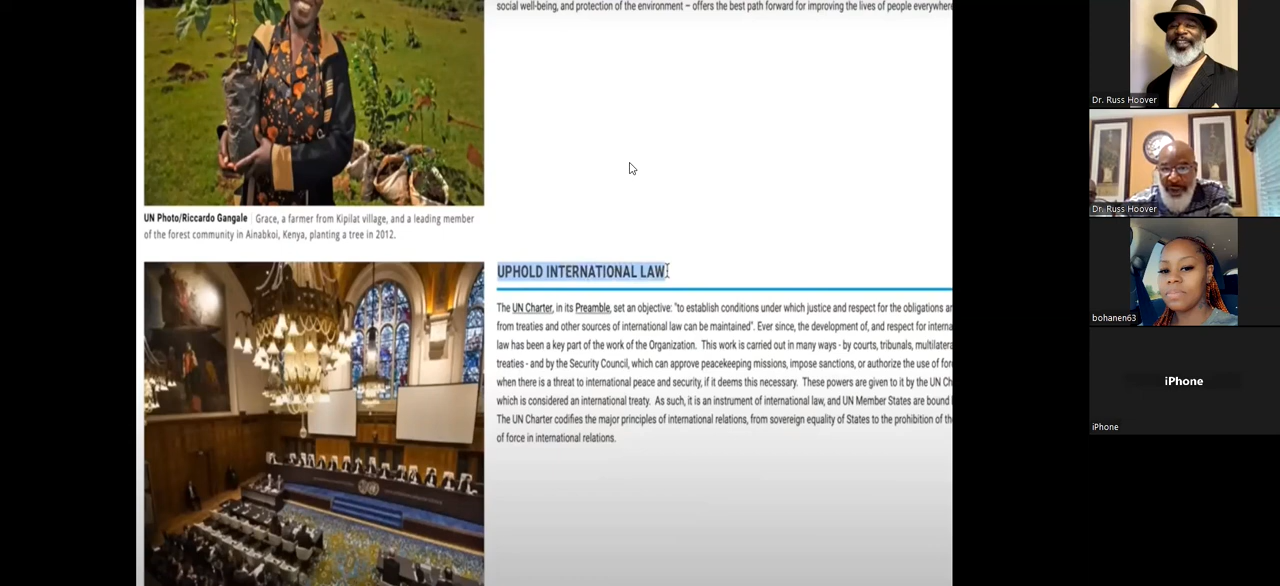 social well-being, and protection of the environment – offers the best path forward for improving the lives of people everywhere
UN Photo/Riccardo Gangale | Grace, a farmer from Kipilat village, and a leading member
of the forest community in Ainabkoi, Kenya, planting a tree in 2012.
UPHOLD INTERNATIONAL LAW
The UN Charter, in its Preamble, set an objective: "to establish conditions under which justice and respect for the obligations ar
from treaties and other sources of international law can be maintained". Ever since, the development of, and respect for interna
law has been a key part of the work of the Organization. This work is carried out in many ways - by courts, tribunals, multilatera
treaties - and by the Security Council, which can approve peacekeeping missions, impose sanctions, or authorize the use of for
when there is a threat to international peace and security, if it deems this necessary. These powers are given to it by the UN Ch
which is considered an international treaty. As such, it is an instrument of international law, and UN Member States are bound
The UN Charter codifies the major principles of international relations, from sovereign equality of States to the prohibition of th
of force in international relations.
Dr. Russ Hoover
Dr. Russ Hoover
bohanen63
iPhone
iPhone